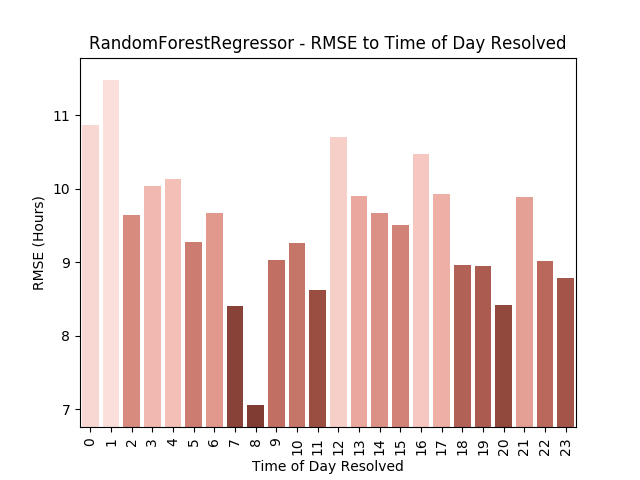 RandomForestRegressor - RMSE to Time of Day Resolved
RMSE (Hours)
11
10
9
8
7
0 1 2 3 4 5 6 7 8 9 10 11 12 13 14 15 16 17 18 19 20 21 22 23
Time of Day Resolved